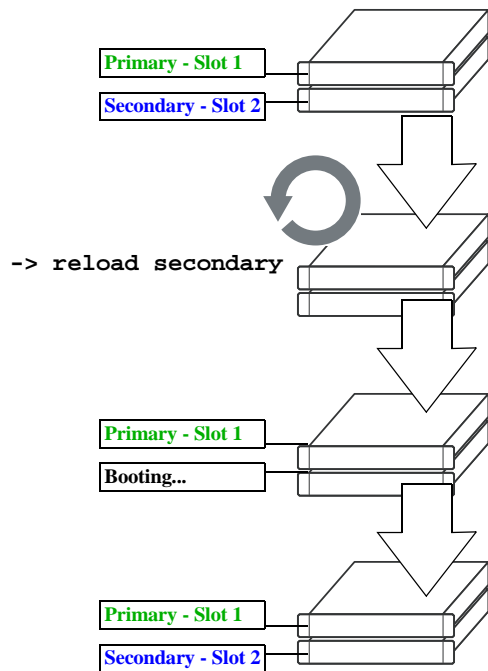 Primary - Slot 1
Secondary - Slot 2
-> reload secondary
Primary - Slot 1
Booting...
Primary - Slot 1
Secondary - Slot 2